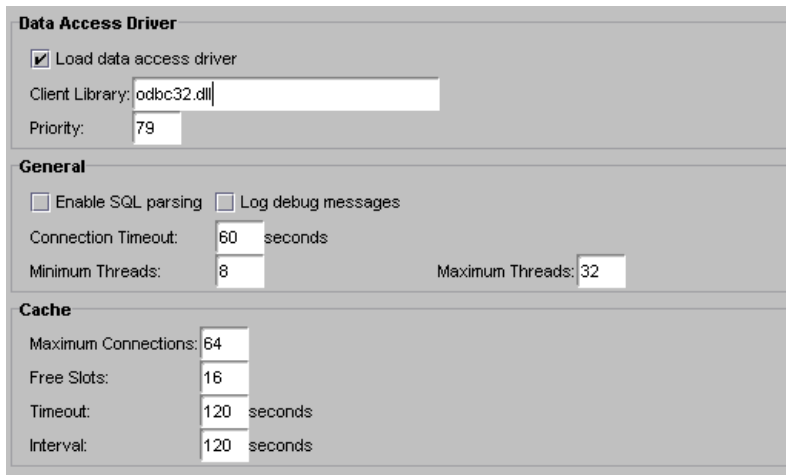 Data Access Driver
Load data access driver
Client Library: odbc32.dll
Priority: 79
General
Enable SQL parsing Log debug messages
Connection Timeout: 60 seconds
Minimum Threads: 8 Maximum Threads: 32
Cache
Maximum Connections: 64
Free Slots: 16
Timeout: 120 seconds
Interval: 120 seconds